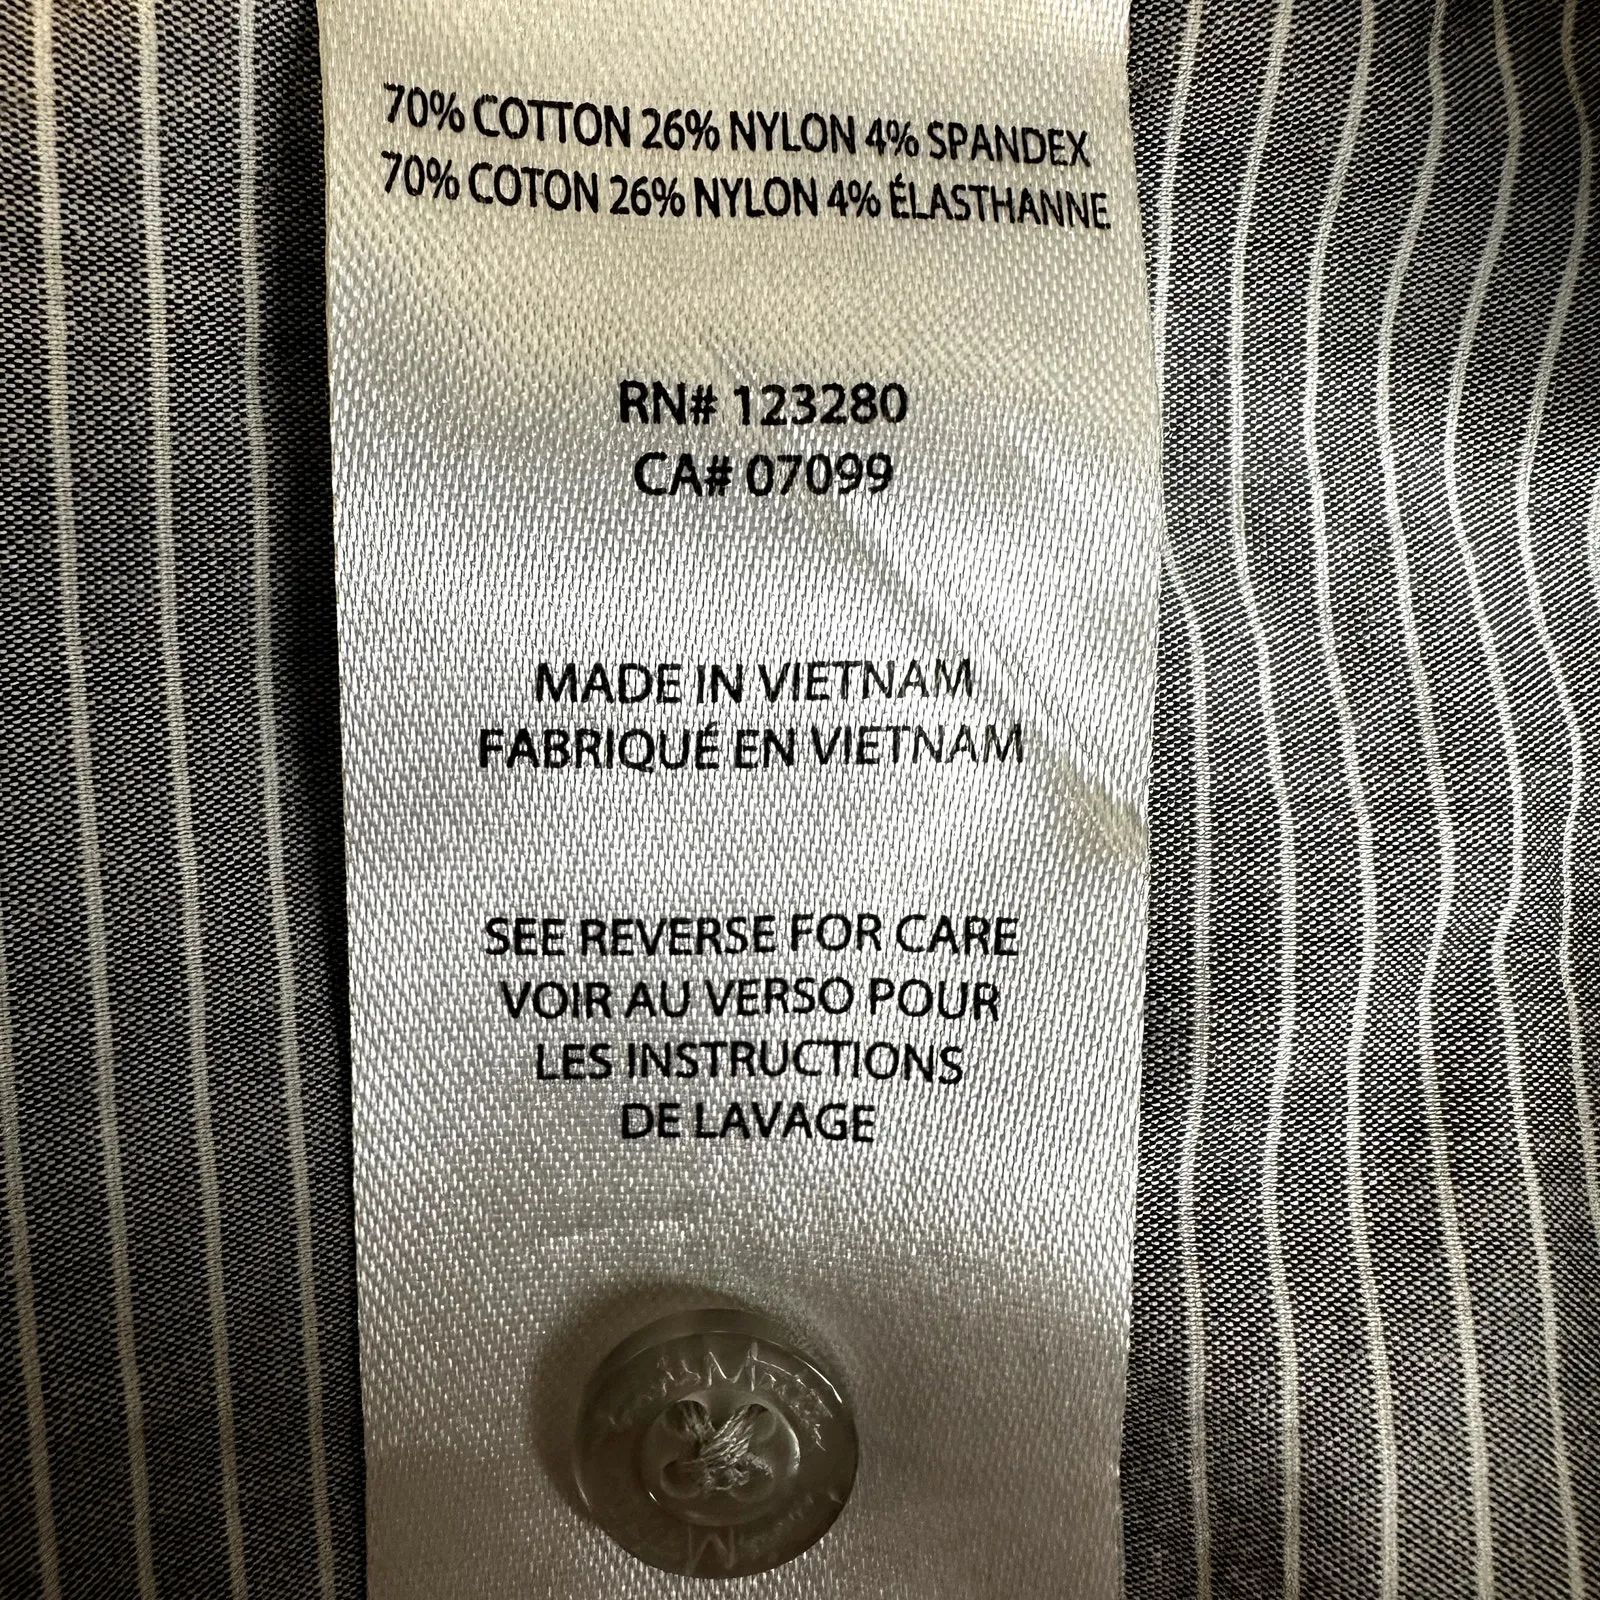 70% COTTON 26% NYLON 4% SPANDEX
70% COTON 26% NYLON 4% ÉLASTHANNE
RN# 123280
CA# 07099
MADE IN VIETNAM
FABRIQUÉ EN VIETNAM
SEE REVERSE FOR CARE
VOIR AU VERSO POUR
LES INSTRUCTIONS
DE LAVAGE